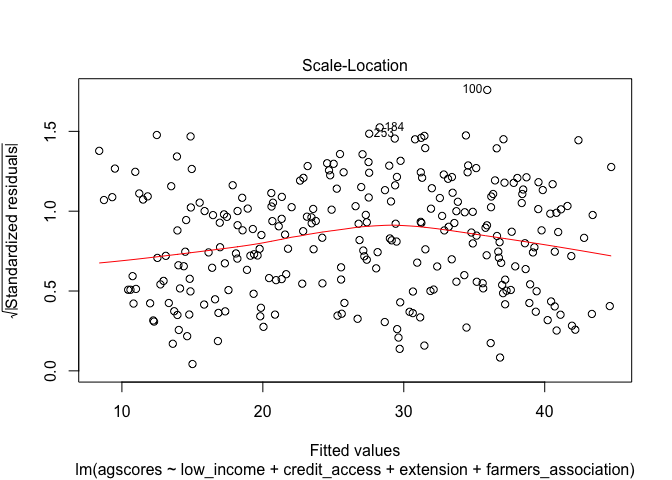 Scale-Location
√|Standardized residuals|
1.5
1.0
0.5
0.0
100
184
253
10
20
30
40
Fitted values
lm(agscores ~ low_income + credit_access + extension + farmers_association)